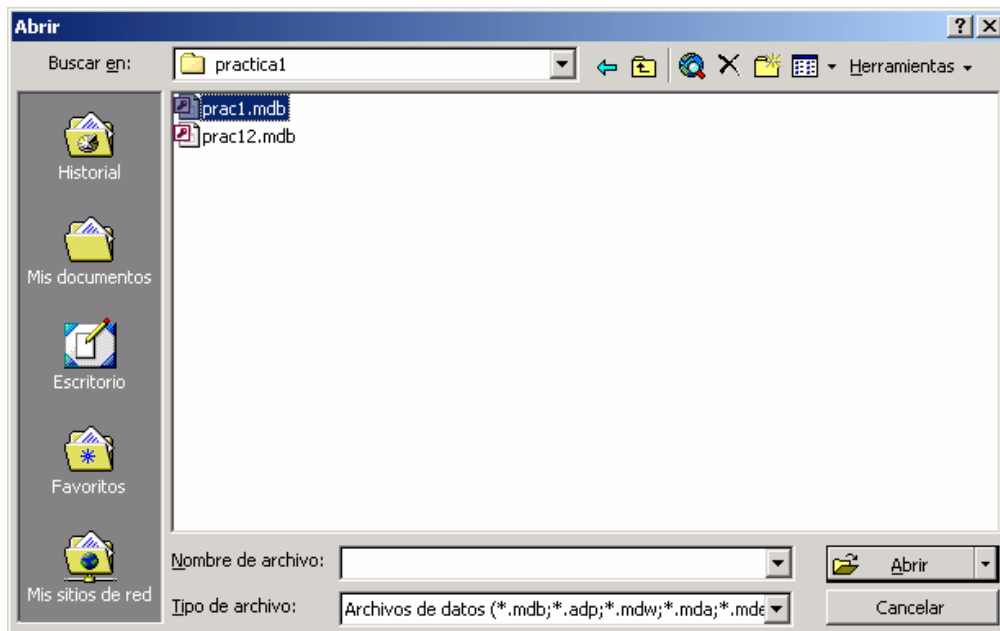 Abrir
Buscar en:
practica1
Herramientas
prac1.mdb
prac12.mdb
Historial
Mis documentos
Escritorio
Favoritos
Mis sitios de red
Nombre de archivo:
Abrir
Tipo de archivo:
Archivos de datos (*.mdb;*.adp;*.mdw;*.mda;*.mde
Cancelar